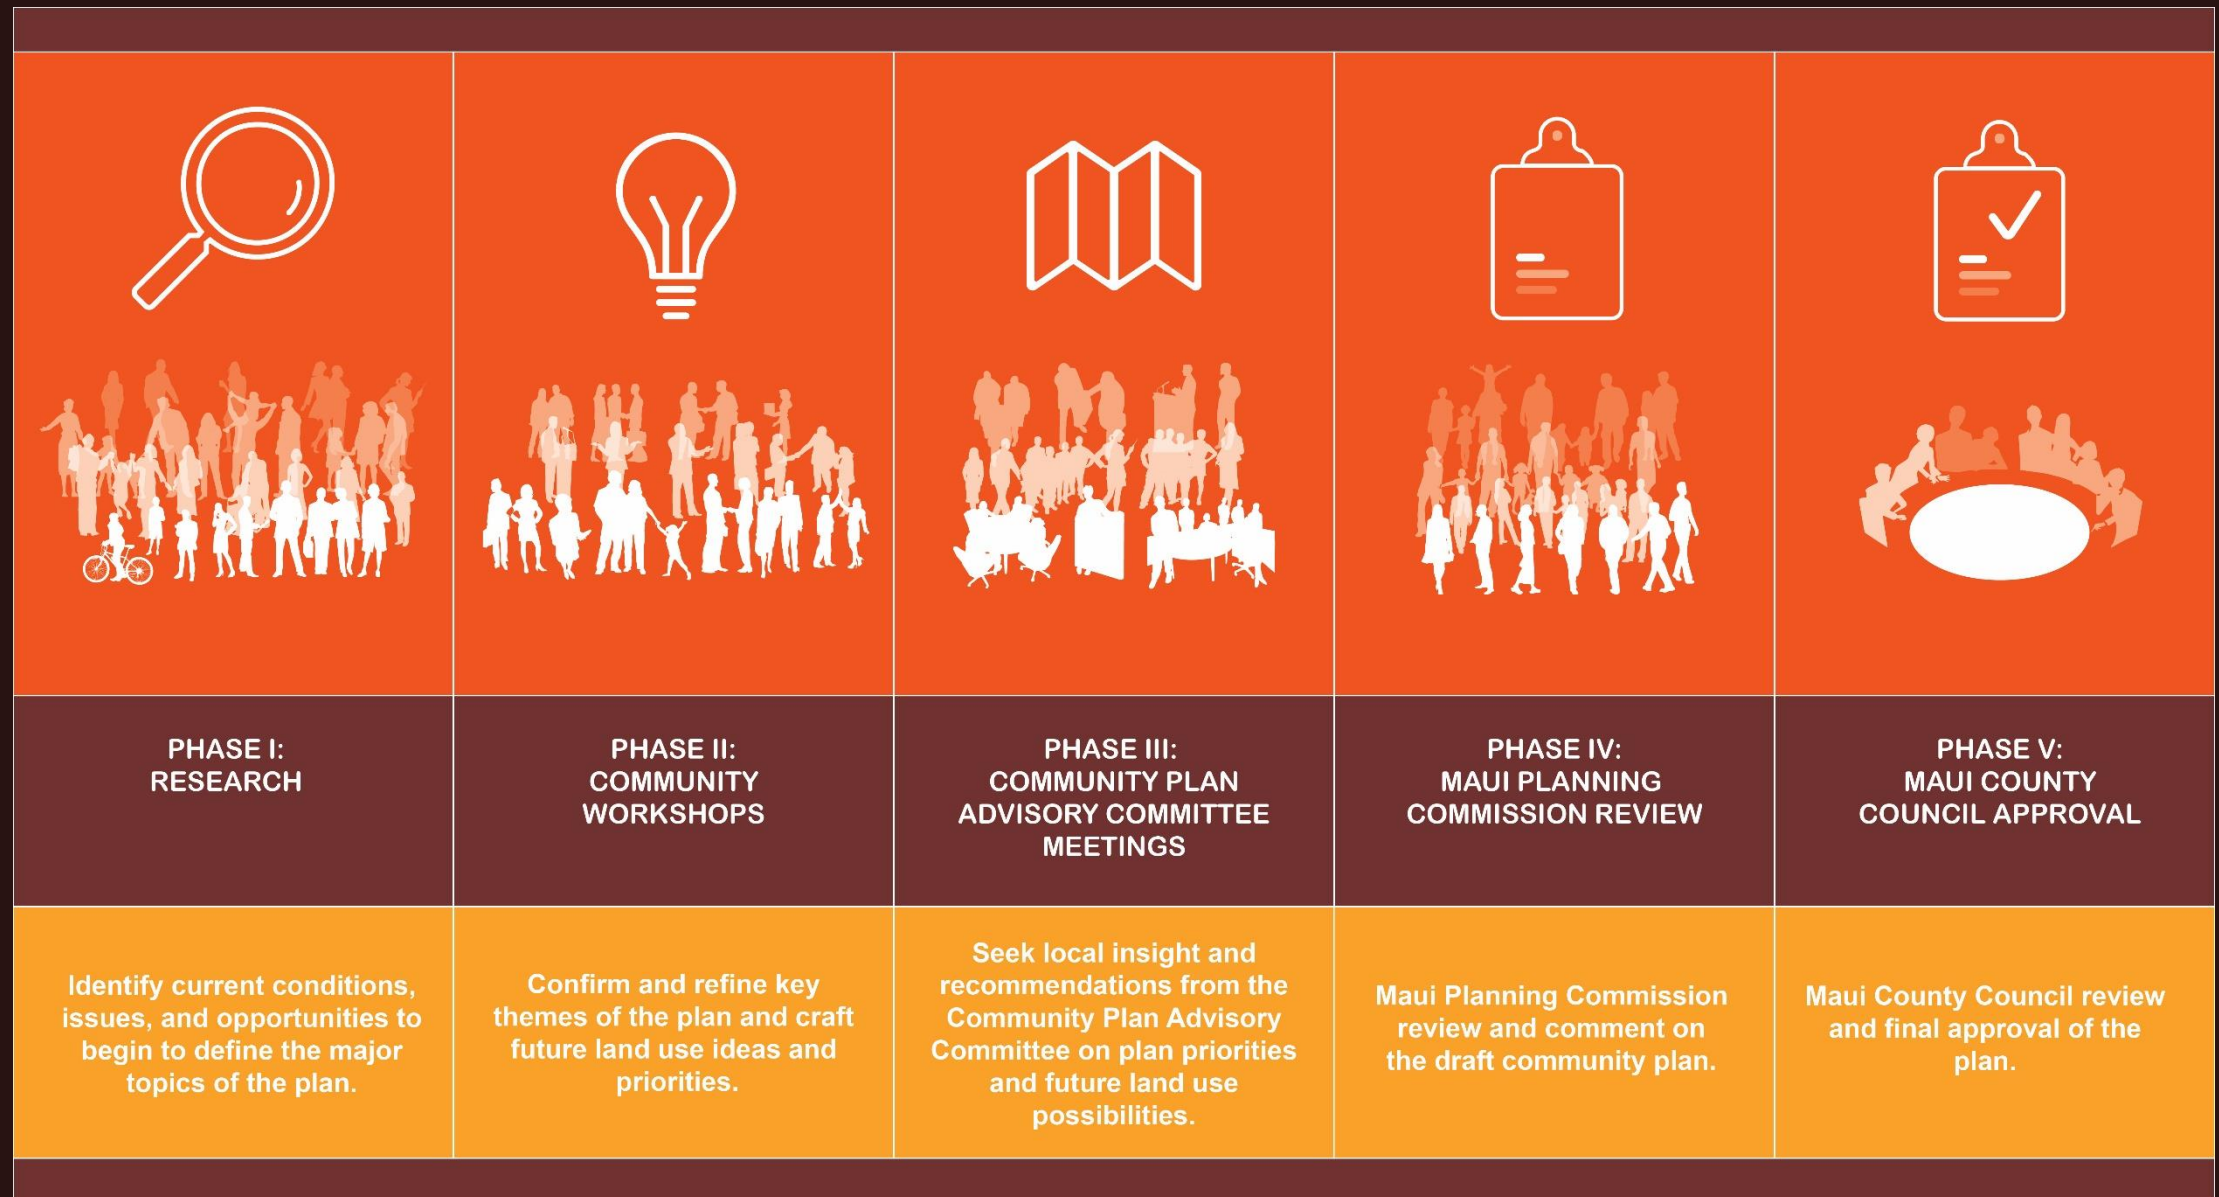 PHASE I:
RESEARCH
PHASE II:
COMMUNITY
WORKSHOPS
PHASE III:
COMMUNITY PLAN
ADVISORY COMMITTEE
MEETINGS
PHASE IV:
MAUI PLANNING
COMMISSION REVIEW
PHASE V:
MAUI COUNTY
COUNCIL APPROVAL
Identify current conditions,
issues, and opportunities to
begin to define the major
topics of the plan.
Confirm and refine key
themes of the plan and craft
future land use ideas and
priorities.
Seek local insight and
recommendations from the
Community Plan Advisory
Committee on plan priorities
and future land use
possibilities.
Maui Planning Commission
review and comment on
the draft community plan.
Maui County Council review
and final approval of the
plan.